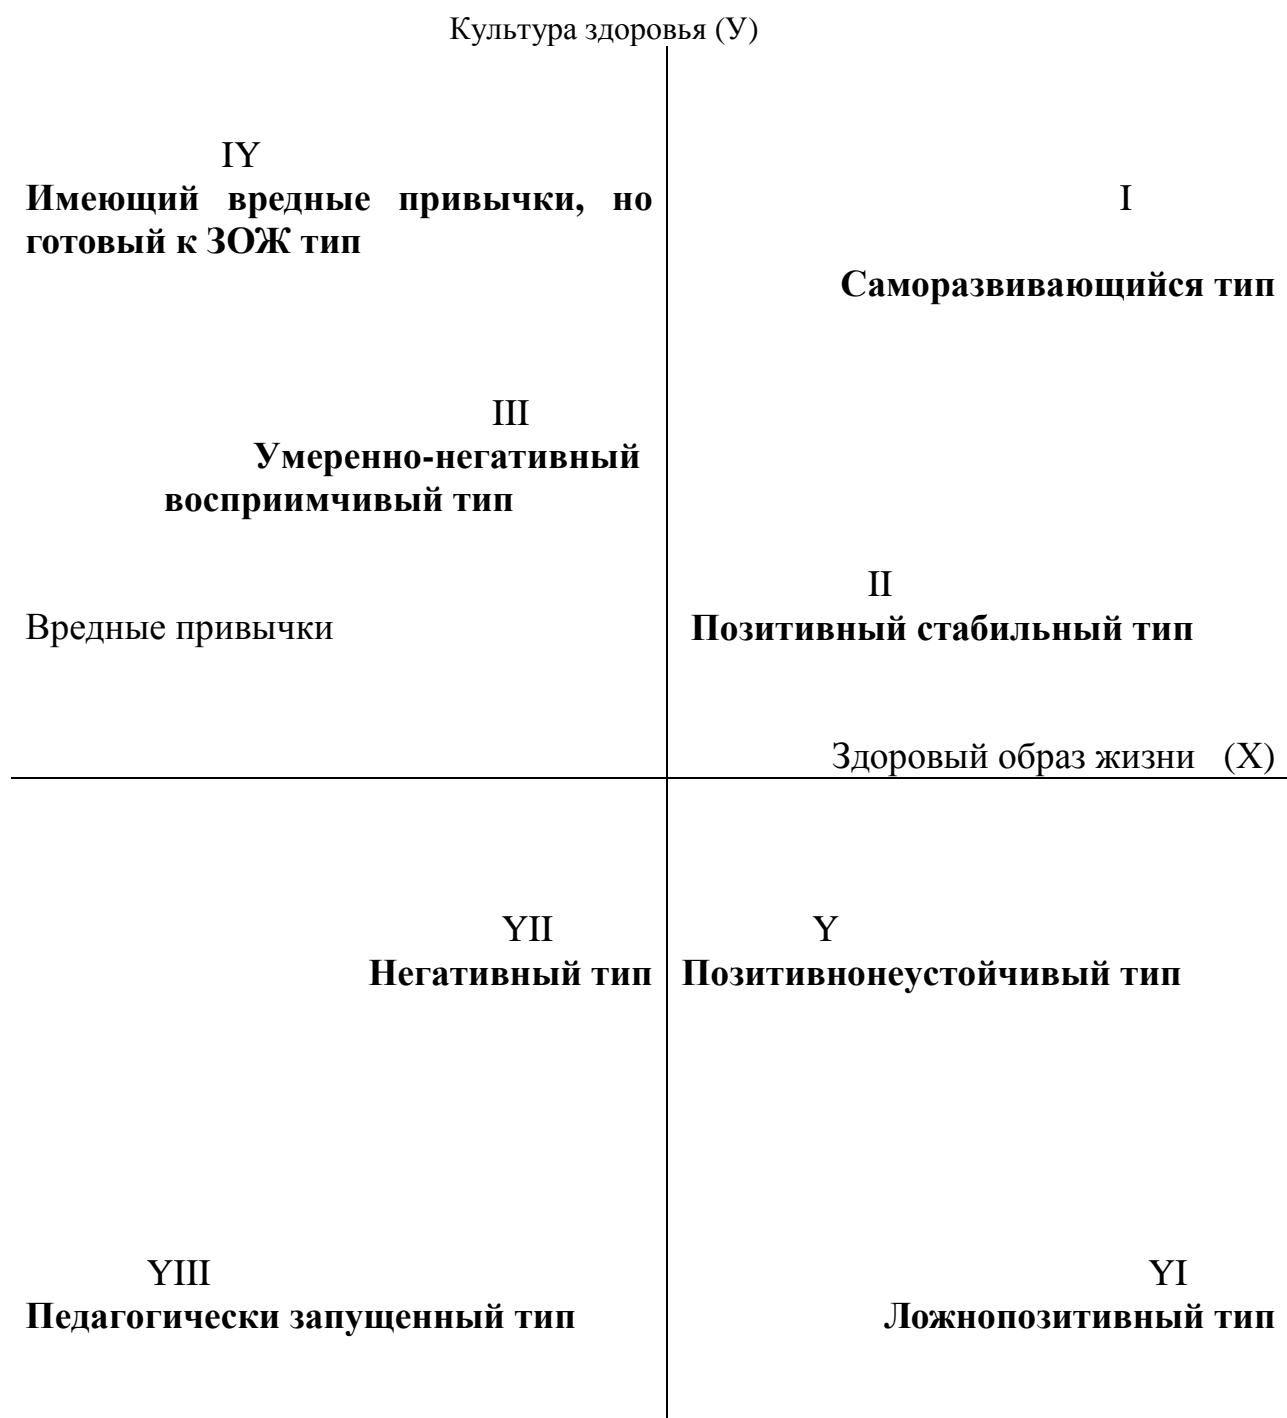 Культура здоровья (У)
IY
Имеющий вредные привычки, но
готовый к ЗОЖ тип
I
Саморазвивающийся тип
III
Умеренно-негативный
восприимчивый тип
II
Вредные привычки
Позитивный стабильный тип
Здоровый образ жизни (Х)
YII
Негативный тип
Y
Позитивнонеустойчивый тип
YIII
Педагогически запущенный тип
YI
Ложнопозитивный тип